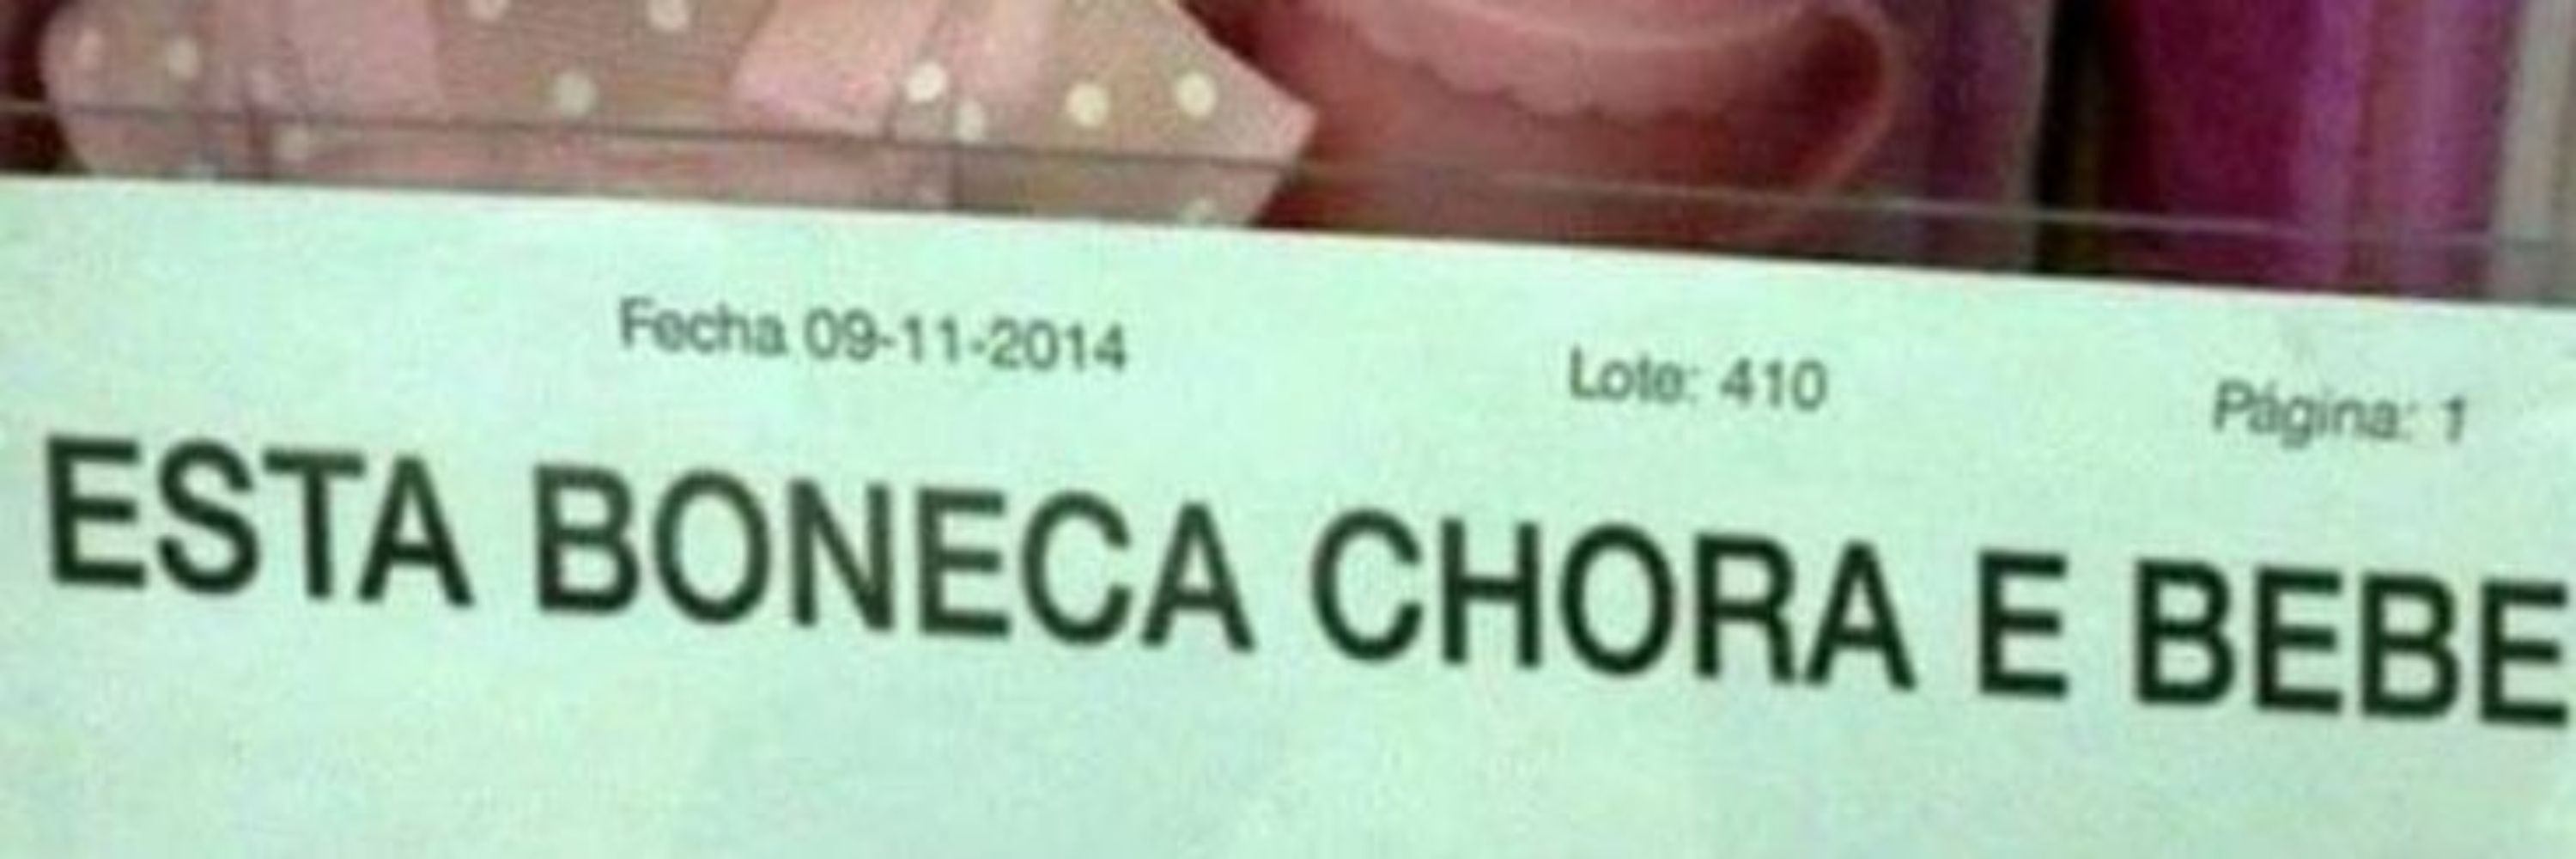 Fecha 09-11-2014 Lote: 410 Página: 1
ESTA BONECA CHORA E BEBE